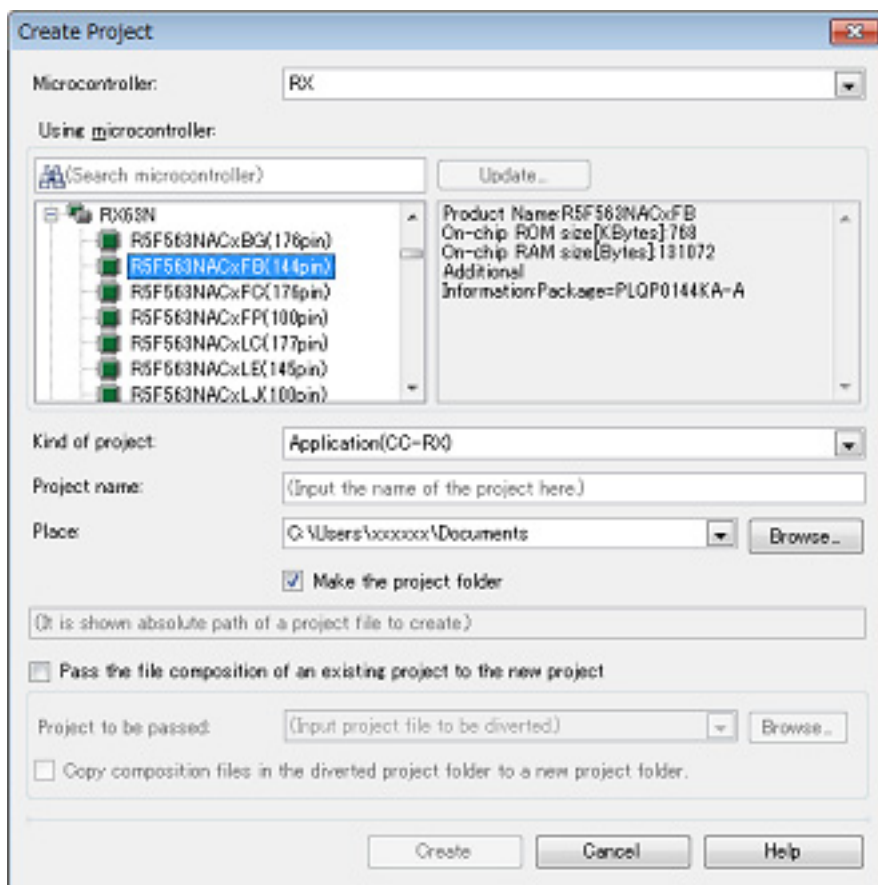 Create Project
Microcontroller: RX
Using microcontroller:
(Search microcontroller) Update...
RX63N
R5F563NACxBG(176pin)
R5F563NACxFB(144pin)
R5F563NACxFC(176pin)
R5F563NACxFP(100pin)
R5F563NACxLC(177pin)
R5F563NACxLE(145pin)
R5F563NACxLJ(100pin)
Product Name:R5F563NACxFB
On-chip ROM size[KBytes]:768
On-chip RAM size[Bytes]:131072
Additional
Information:Package=PLQP0144KA-A
Kind of project: Application(CC-RX)
Project name: (Input the name of the project here.)
Place: C:\Users\xxxxxx\Documents Browse...
Make the project folder
(It is shown absolute path of a project file to create.)
Pass the file composition of an existing project to the new project
Project to be passed: (Input project file to be diverted.) Browse...
Copy composition files in the diverted project folder to a new project folder.
Create Cancel Help